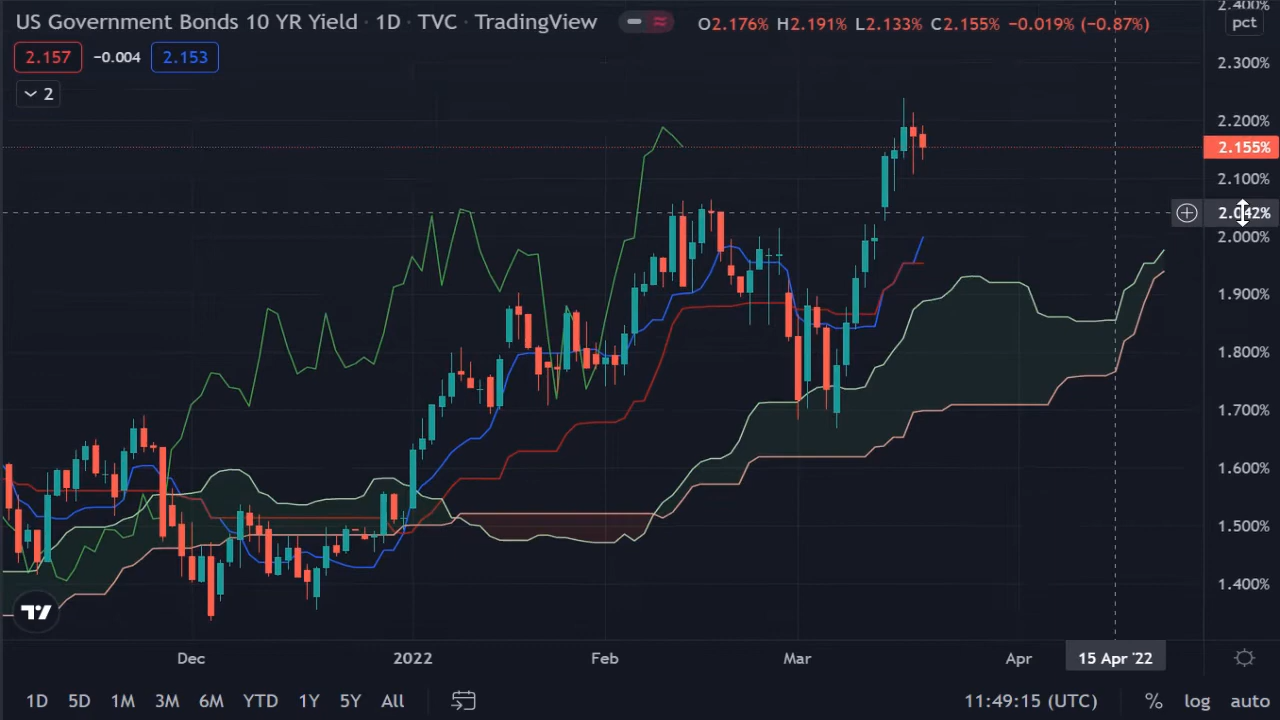 US Government Bonds 10 YR Yield · 1D · TVC · TradingView O2.176% H2.191% L2.133% C2.155% −0.019% (−0.87%)
2.157 −0.004 2.153
2
2.400%
pct
2.300%
2.200%
2.155%
2.100%
2.042%
2.000%
1.900%
1.800%
1.700%
1.600%
1.500%
1.400%
Dec 2022 Feb Mar Apr 15 Apr '22
1D 5D 1M 3M 6M YTD 1Y 5Y All 11:49:15 (UTC) % log auto